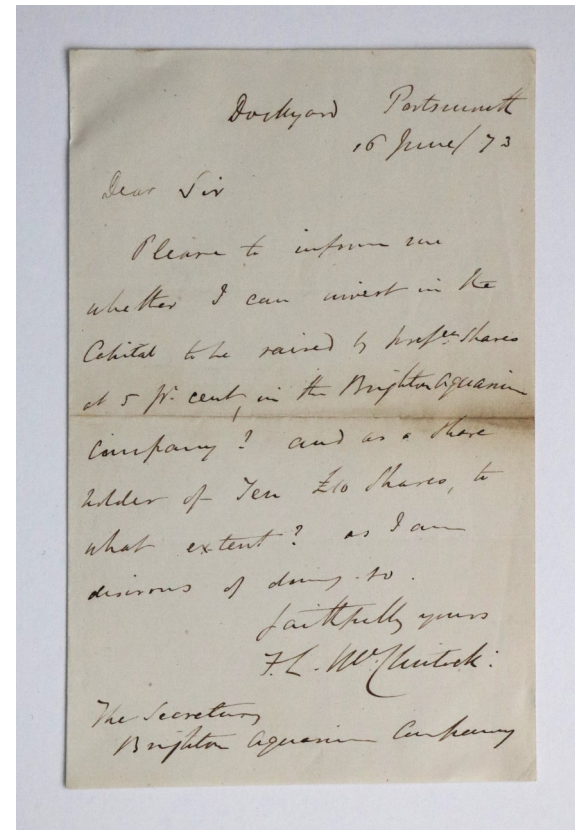 Dockyard Portsmouth
16 June/73
Dear Sir
Please to inform me
whether I can invest in the
Capital to be raised by prefce Shares
at 5 pr. cent, in the Brighton Aquarium
Company? and as a Share
holder of Ten £10 Shares, to
what extent? as I am
desirous of doing so.
faithfully yours
F. L. McClintock.
The Secretary
Brighton Aquarium Company